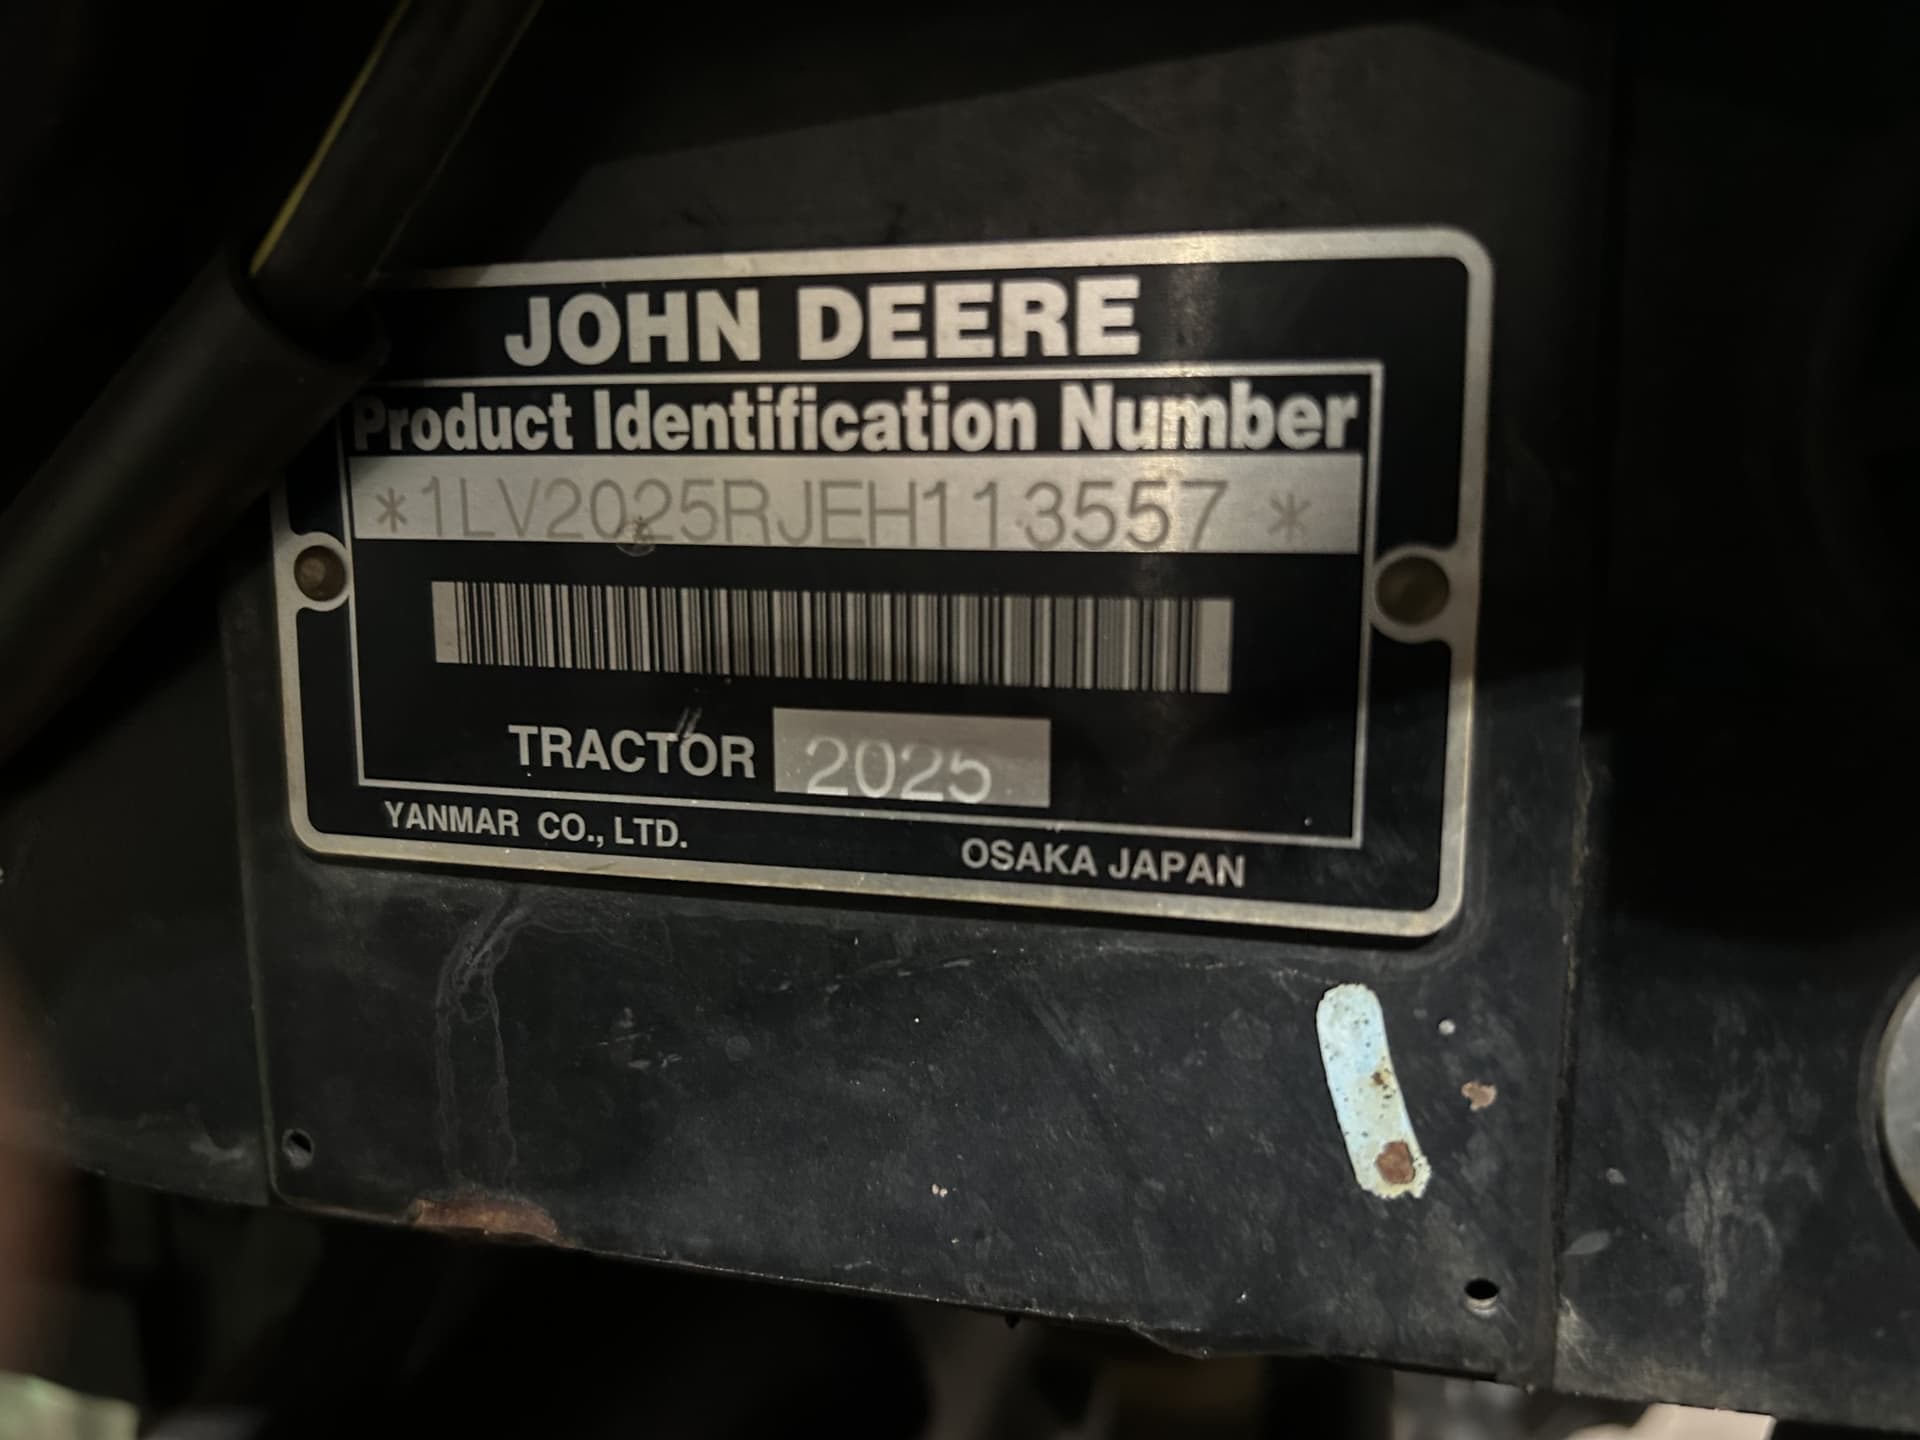 JOHN DEERE
Product Identification Number
*1LV2025RJEH113557*
TRACTOR 2025
YANMAR CO., LTD. OSAKA JAPAN